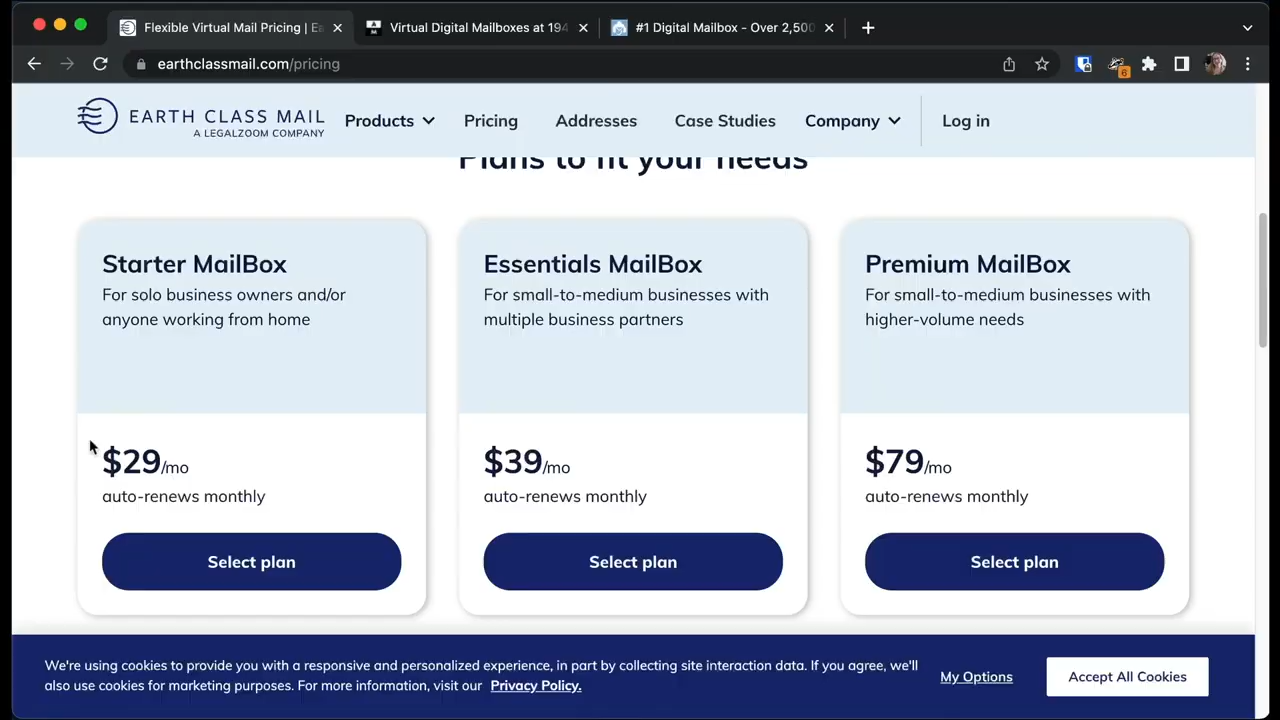 Flexible Virtual Mail Pricing | Ea
Virtual Digital Mailboxes at 194
#1 Digital Mailbox - Over 2,500
earthclassmail.com/pricing
6
EARTH CLASS MAIL
A LEGALZOOM COMPANY
Products
Pricing
Addresses
Case Studies
Company
Log in
Plans to fit your needs
Starter MailBox
For solo business owners and/or
anyone working from home
$29/mo
auto-renews monthly
Select plan
Essentials MailBox
For small-to-medium businesses with
multiple business partners
$39/mo
auto-renews monthly
Select plan
Premium MailBox
For small-to-medium businesses with
higher-volume needs
$79/mo
auto-renews monthly
Select plan
We're using cookies to provide you with a responsive and personalized experience, in part by collecting site interaction data. If you agree, we'll
also use cookies for marketing purposes. For more information, visit our Privacy Policy.
My Options
Accept All Cookies